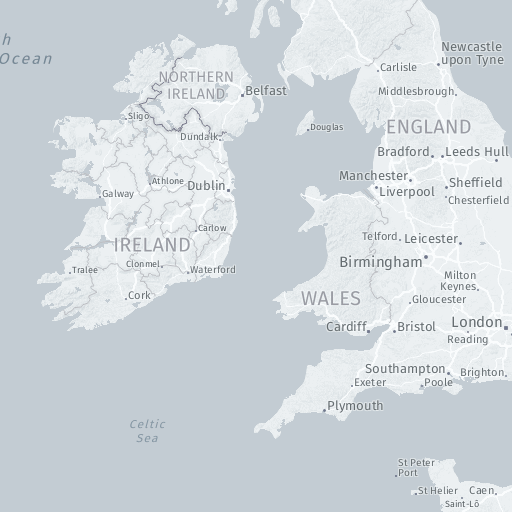 h
Ocean
Newcastle
upon Tyne
Carlisle
NORTHERN
IRELAND
Belfast
Middlesbrough
Sligo
Dundalk
Douglas
ENGLAND
Bradford
Leeds
Hull
Athlone
Galway
Dublin
Manchester
Liverpool
Sheffield
Chesterfield
Carlow
IRELAND
Telford
Leicester
Tralee
Clonmel
Waterford
Birmingham
Milton
Keynes
Cork
WALES
Gloucester
Cardiff
Bristol
London
Reading
Southampton
Brighton
Exeter
Poole
Plymouth
Celtic
Sea
St Peter
Port
St Helier
Caen
Saint-Lô